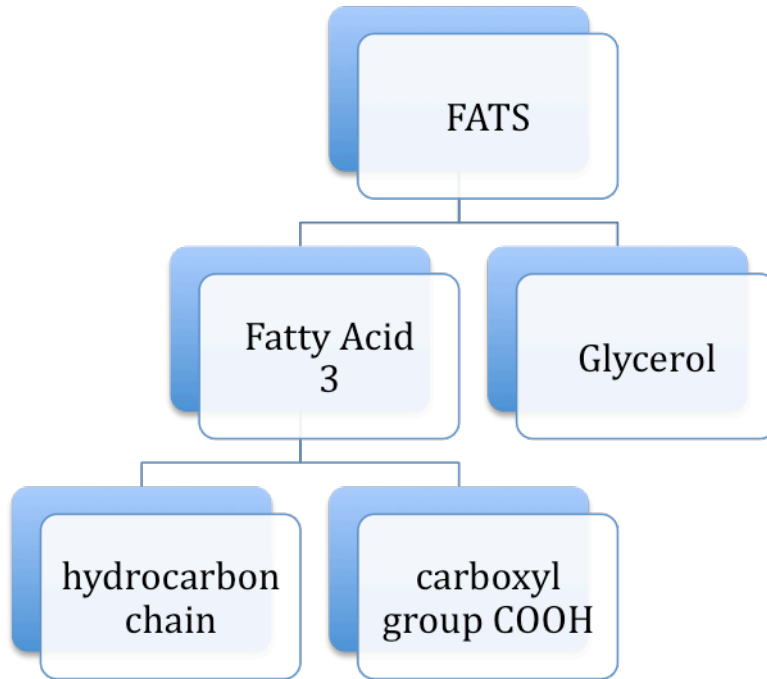 FATS
Fatty Acid
3
Glycerol
hydrocarbon
chain
carboxyl
group COOH